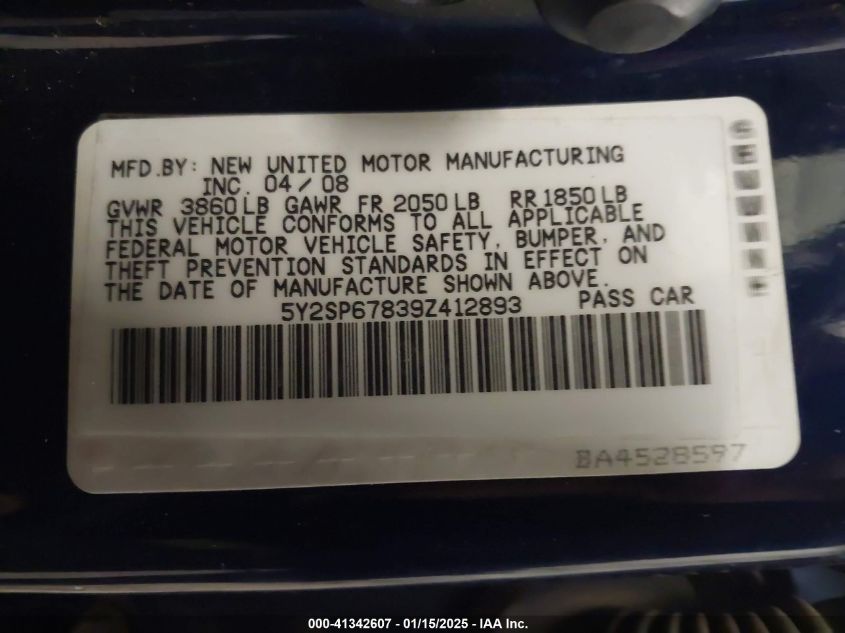 MFD.BY: NEW UNITED MOTOR MANUFACTURING
INC. 04/08
GVWR 3860 LB GAWR FR 2050 LB RR 1850 LB
THIS VEHICLE CONFORMS TO ALL APPLICABLE
FEDERAL MOTOR VEHICLE SAFETY, BUMPER, AND
THEFT PREVENTION STANDARDS IN EFFECT ON
THE DATE OF MANUFACTURE SHOWN ABOVE.
5Y2SP67839Z412893 PASS CAR
BA4528597
000-41342607 - 01/15/2025 - IAA Inc.